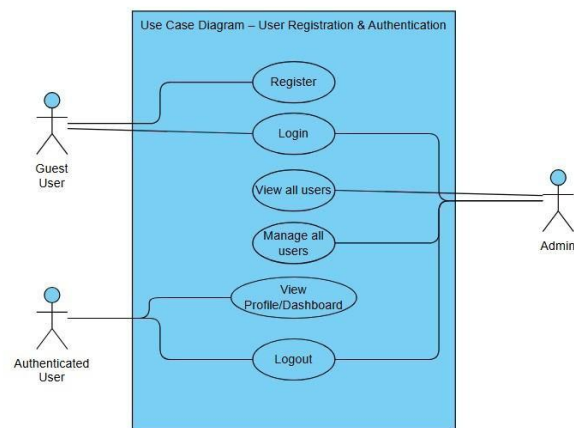 Use Case Diagram – User Registration & Authentication
Register
Login
Guest
User
View all users
Admin
Manage all
users
View
Profile/Dashboard
Logout
Authenticated
User